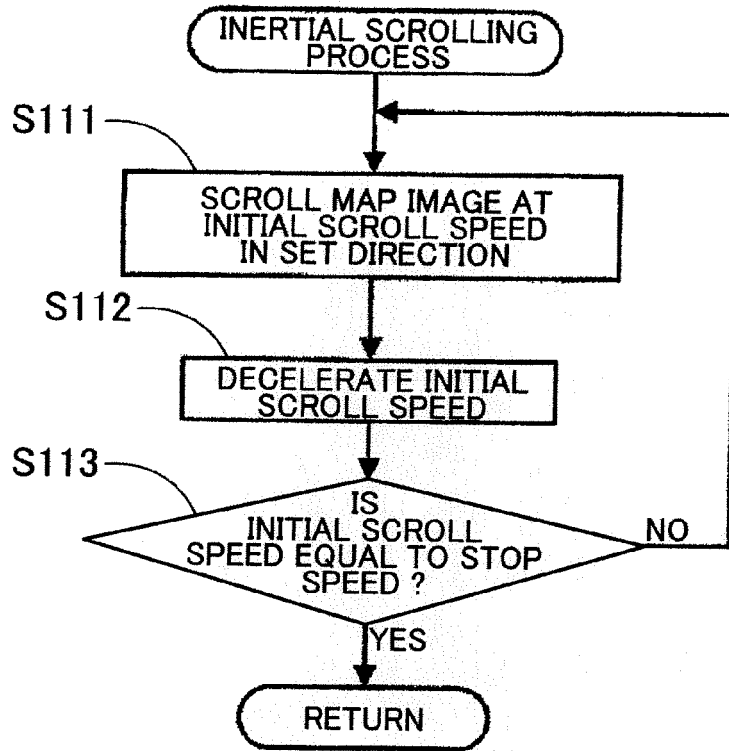 INERTIAL SCROLLING
PROCESS
S111
SCROLL MAP IMAGE AT
INITIAL SCROLL SPEED
IN SET DIRECTION
S112
DECELERATE INITIAL
SCROLL SPEED
S113
IS
INITIAL SCROLL
SPEED EQUAL TO STOP
SPEED ?
NO
YES
RETURN